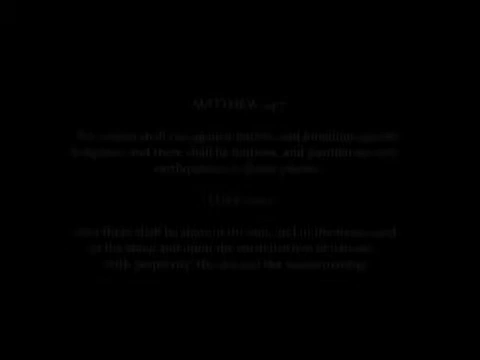 MATTHEW 24:7
For nation shall rise against nation, and kingdom against
kingdom: and there shall be famines, and pestilences, and
earthquakes, in divers places.
LUKE
And there shall be signs in the sun, and in the moon, and
in the stars; and upon the earth distress of nations,
with perplexity; the sea and the waves roaring;